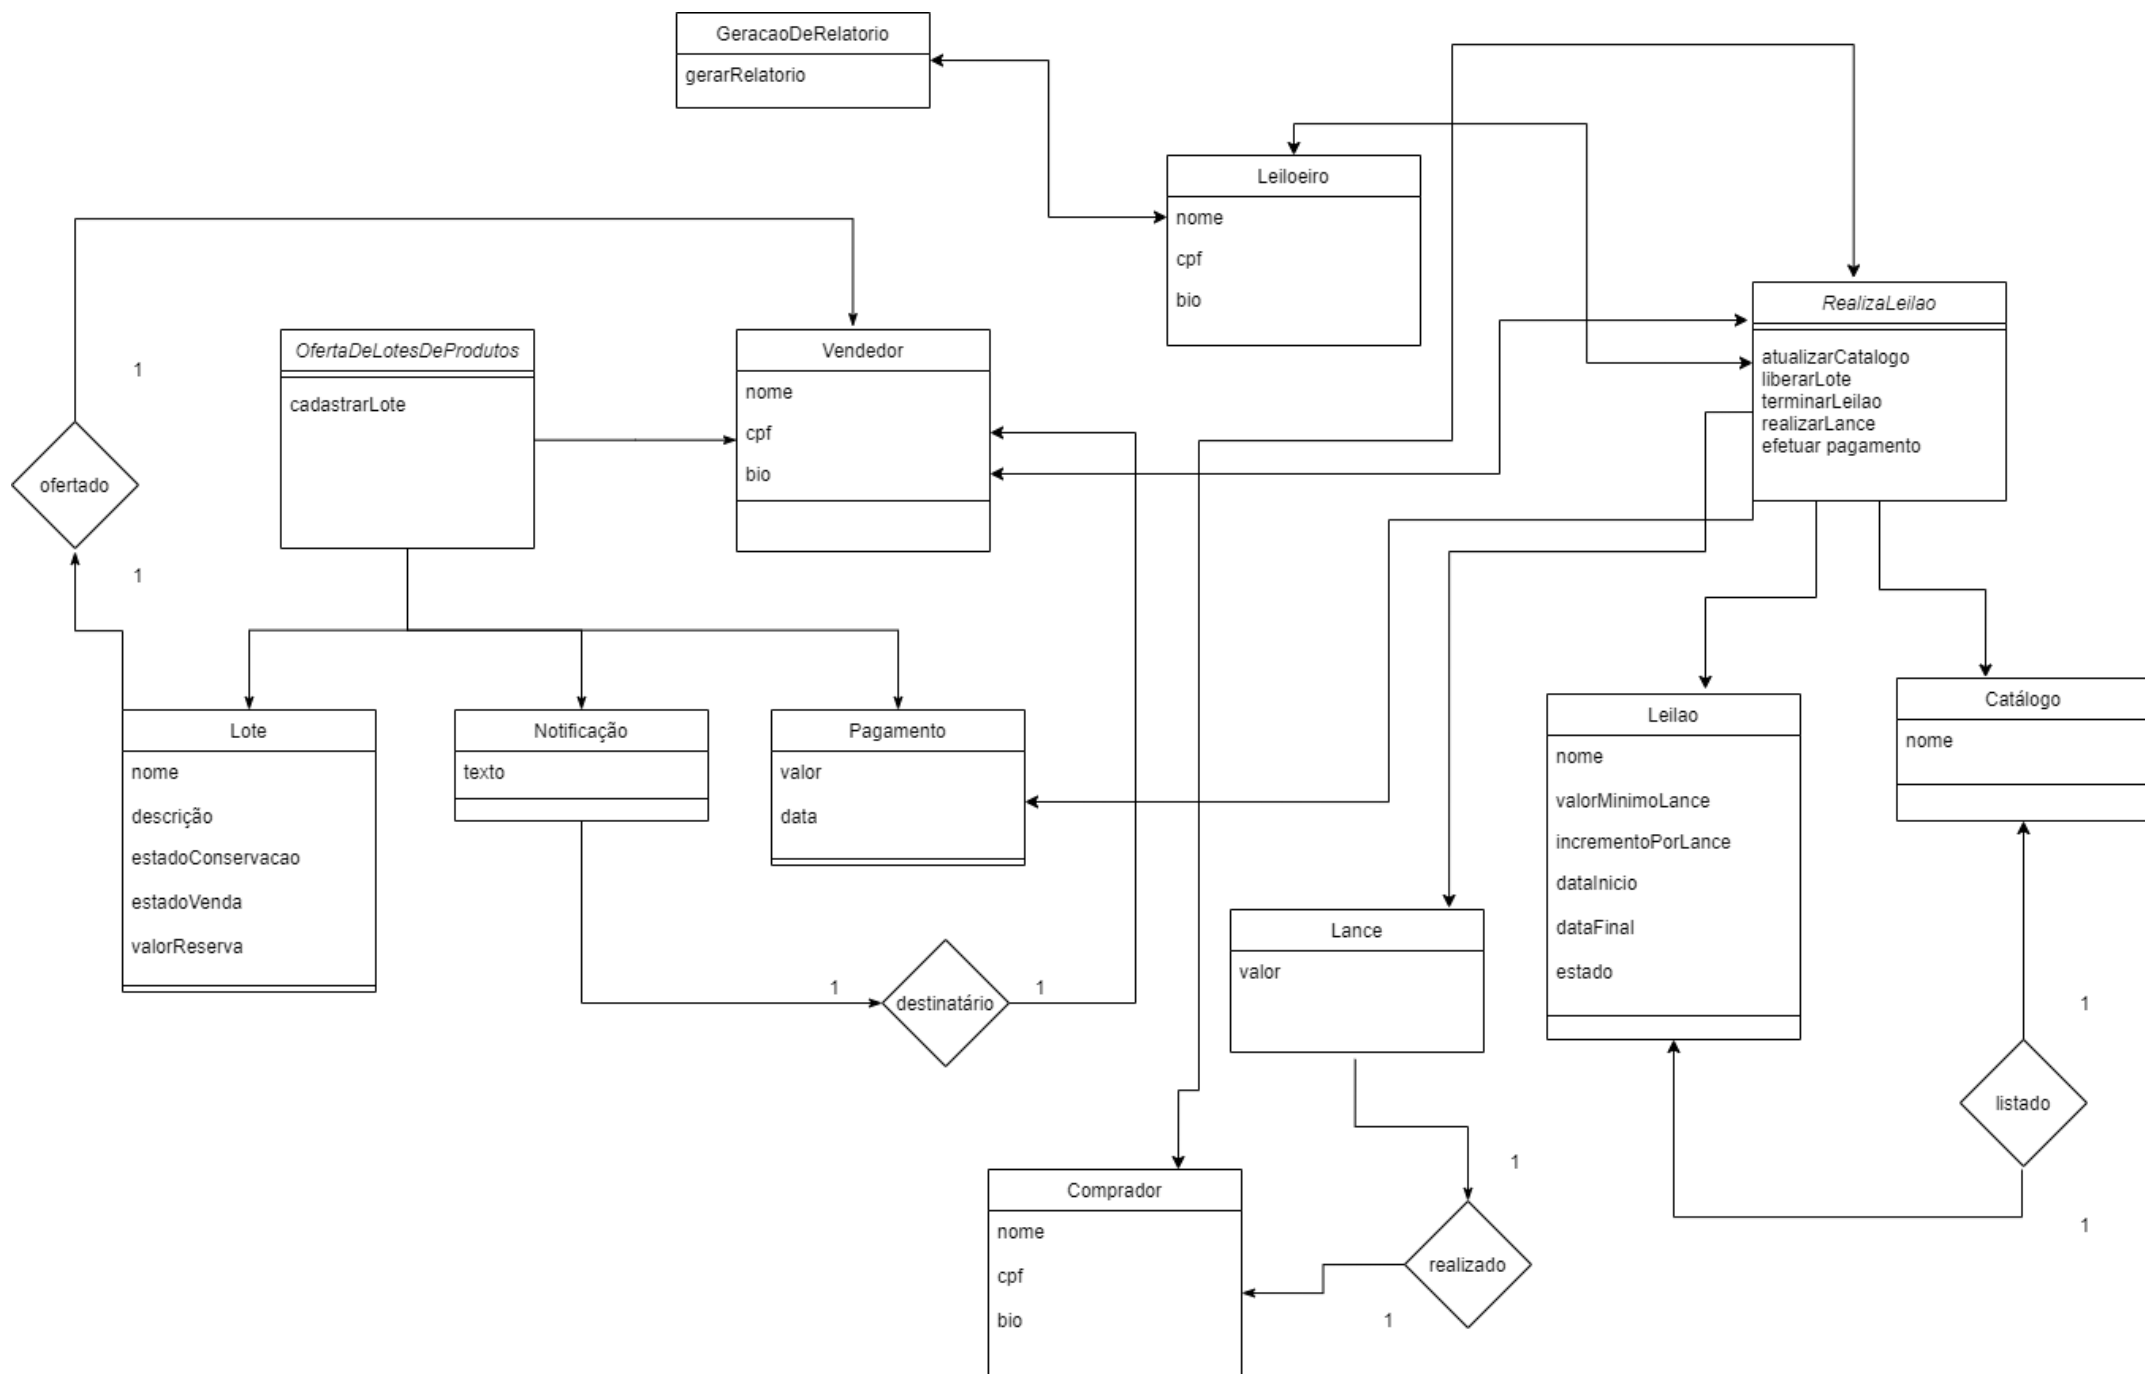 GeracaoDeRelatorio
gerarRelatorio
Leiloeiro
nome
cpf
bio
RealizaLeilao
atualizarCatalogo
liberarLote
terminarLeilao
realizarLance
efetuar pagamento
OfertaDeLotesDeProdutos
cadastrarLote
Vendedor
nome
cpf
bio
1
ofertado
1
Lote
nome
descrição
estadoConservacao
estadoVenda
valorReserva
Notificação
texto
Pagamento
valor
data
1
destinatário
1
Lance
valor
Leilao
nome
valorMinimoLance
incrementoPorLance
dataInicio
dataFinal
estado
Catálogo
nome
1
listado
1
Comprador
nome
cpf
bio
1
realizado
1